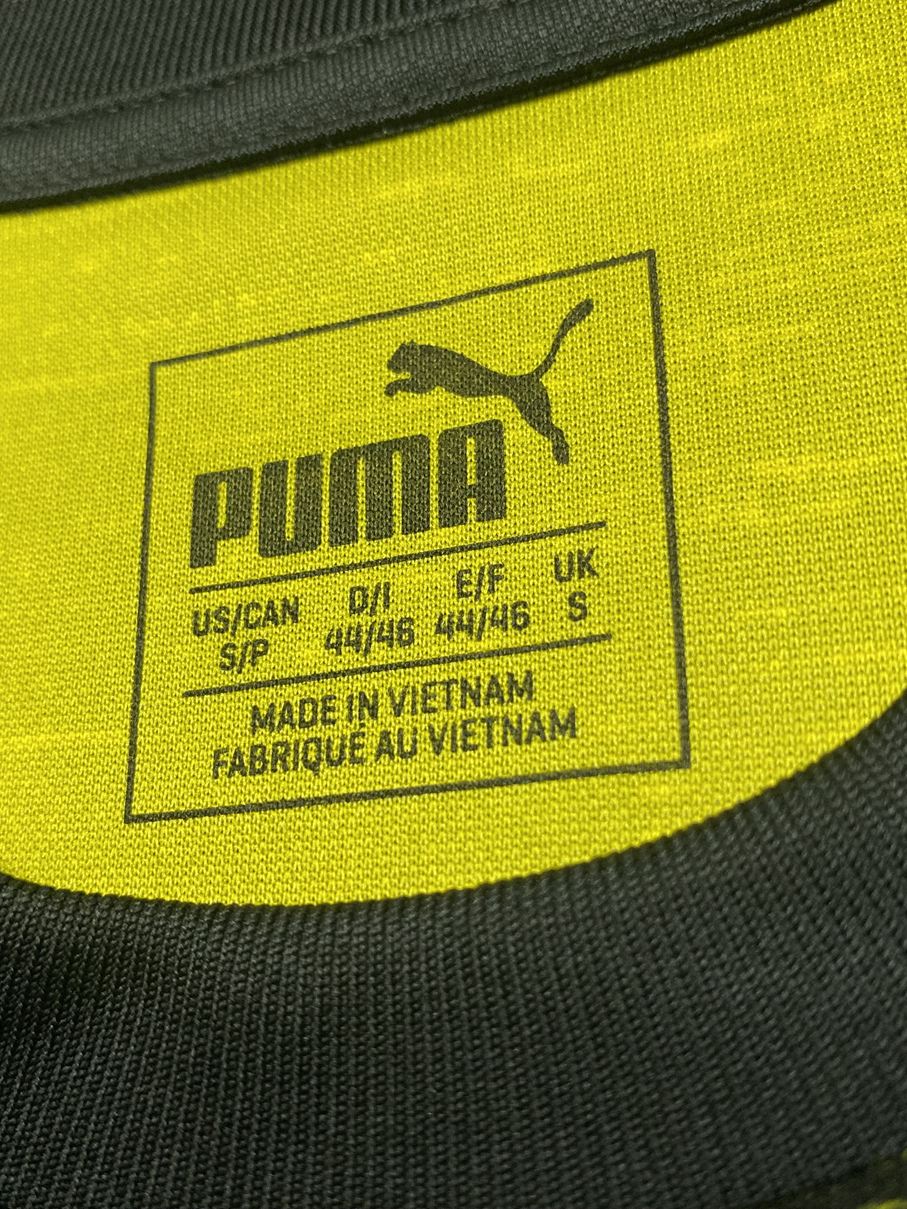 PUMA
US/CAN D/I E/F UK
S/P 44/46 44/46 S
MADE IN VIETNAM
FABRIQUE AU VIETNAM